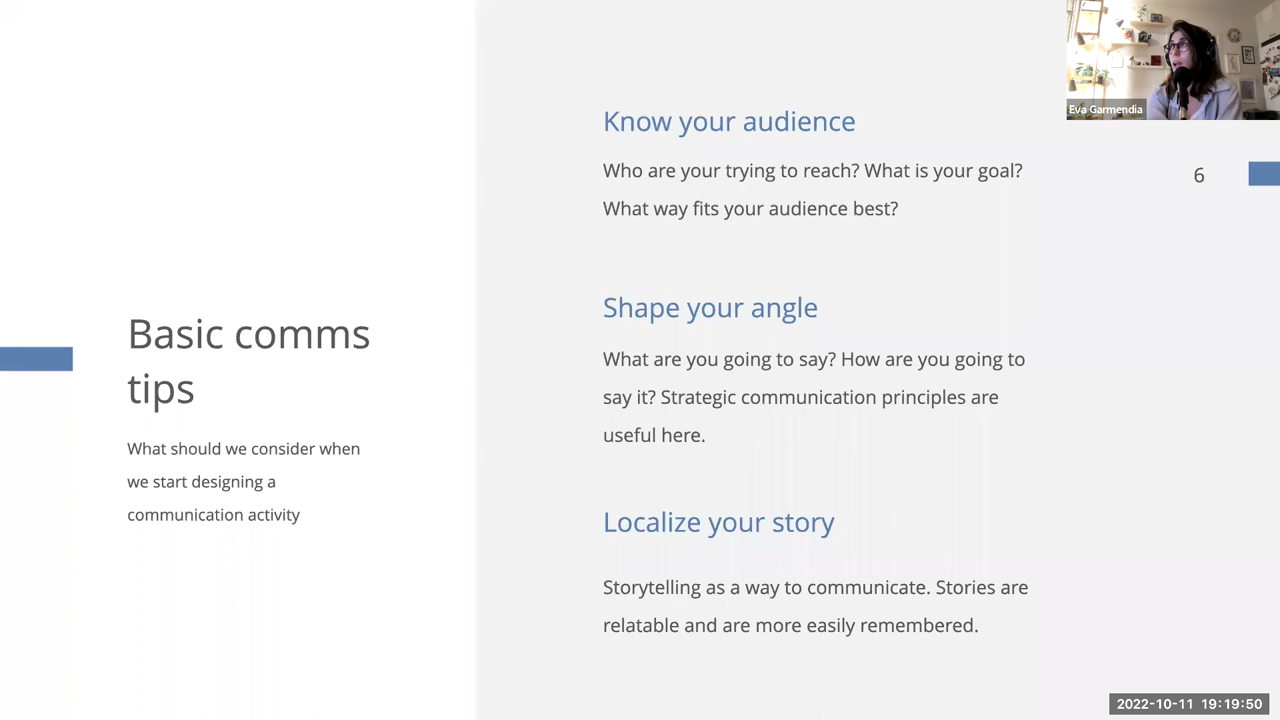 Basic comms
tips
What should we consider when
we start designing a
communication activity
Know your audience
Who are your trying to reach? What is your goal?
What way fits your audience best?
Shape your angle
What are you going to say? How are you going to
say it? Strategic communication principles are
useful here.
Localize your story
Storytelling as a way to communicate. Stories are
relatable and are more easily remembered.
Eva Garmendia
6
2022-10-11 19:19:50